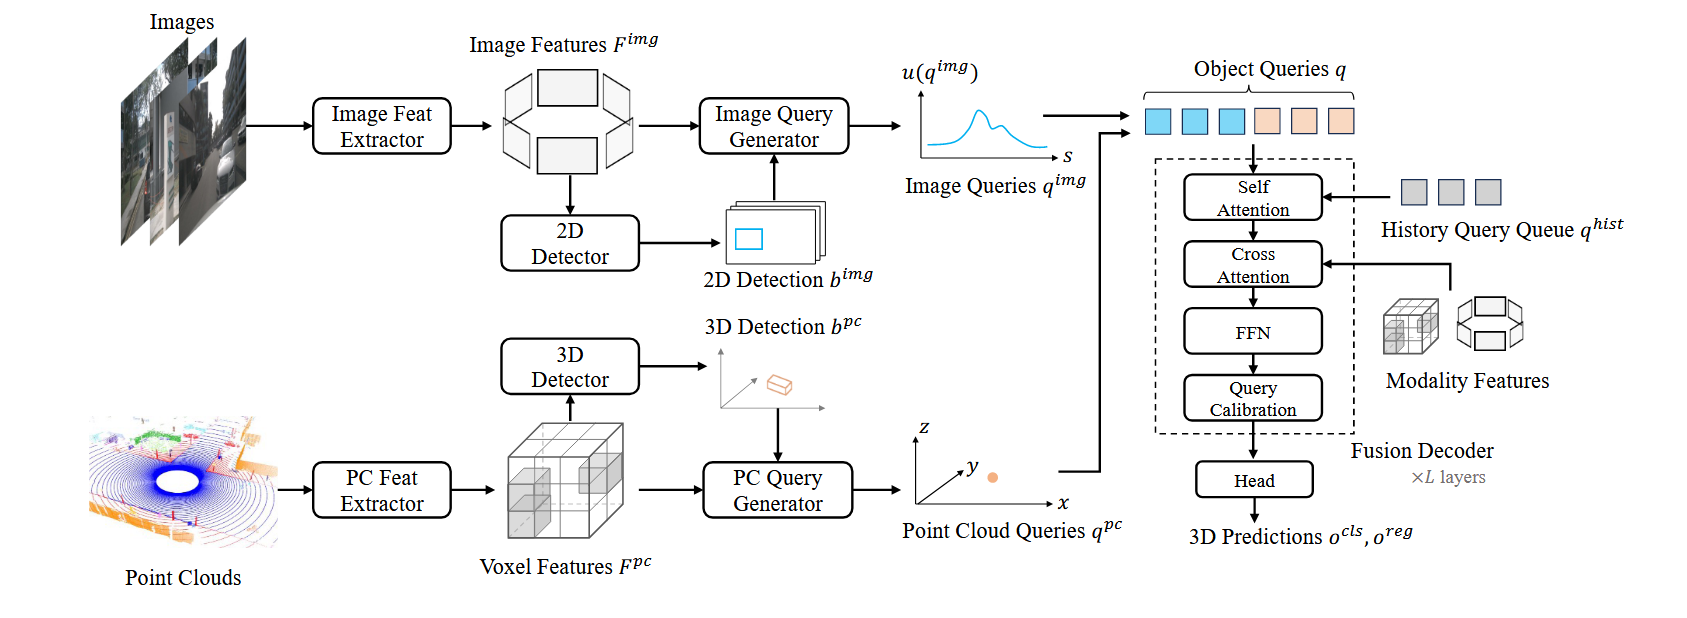 Images
Image Feat
Extractor
Image Features F^{img}
2D
Detector
Image Query
Generator
2D Detection b^{img}
u(q^{img})
s
Image Queries q^{img}
3D Detection b^{pc}
3D
Detector
Point Clouds
PC Feat
Extractor
Voxel Features F^{pc}
PC Query
Generator
z
y
x
Point Cloud Queries q^{pc}
Object Queries q
Self
Attention
History Query Queue q^{hist}
Cross
Attention
Modality Features
FFN
Query
Calibration
Fusion Decoder
×L layers
Head
3D Predictions o^{cls}, o^{reg}